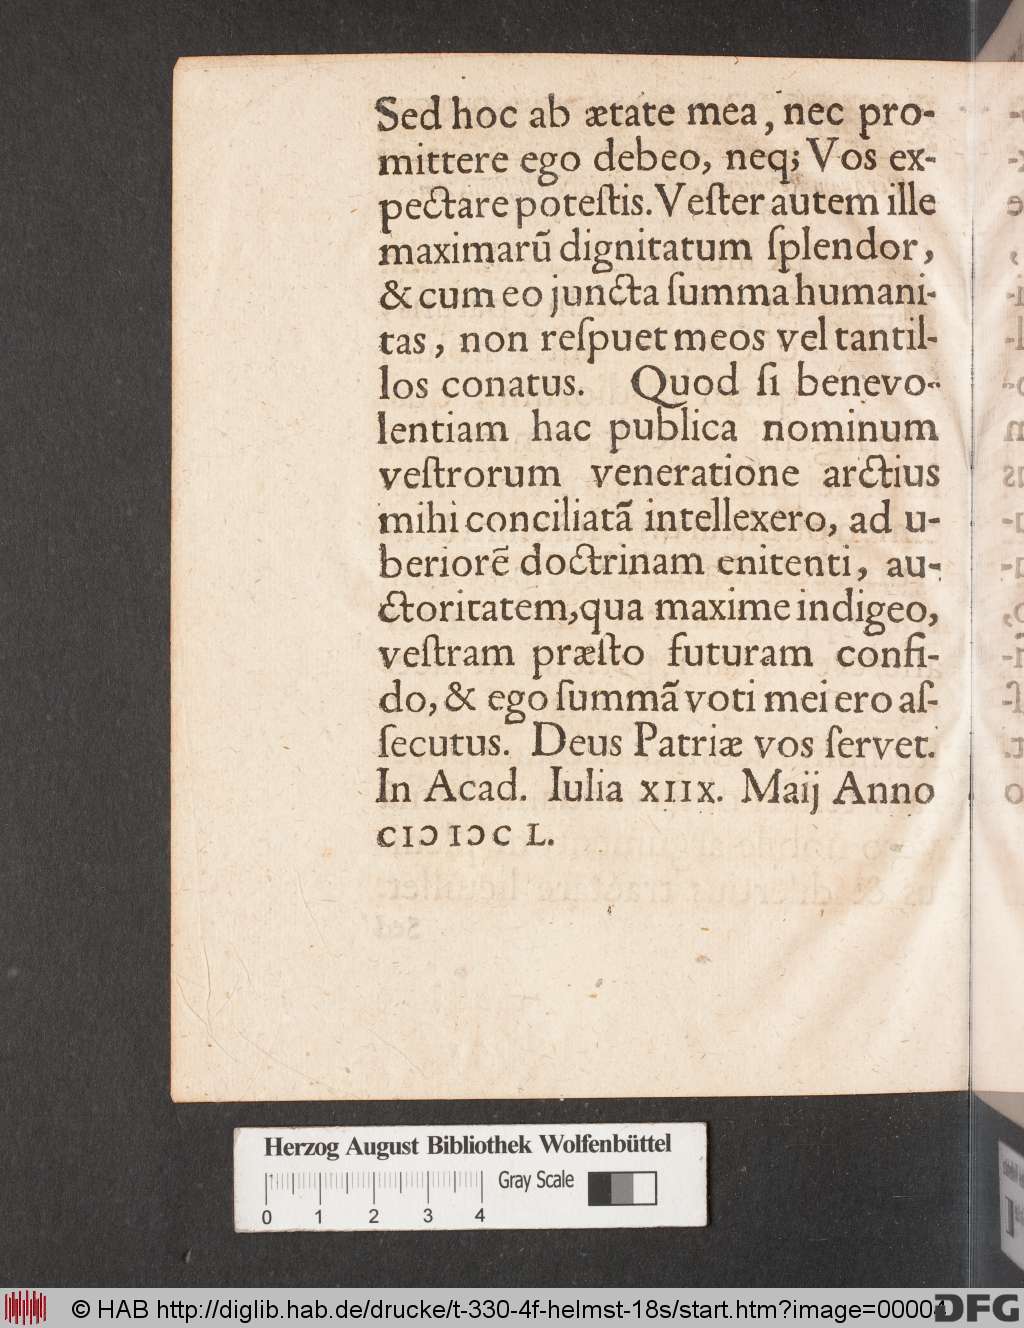 Sed hoc ab ætate mea, nec pro-
mittere ego debeo, neq; Vos ex-
pectare poteſtis. Veſter autem ille
maximarũ dignitatum ſplendor,
& cum eo juncta ſumma humani-
tas, non reſpuet meos vel tantil-
los conatus. Quod ſi benevo-
lentiam hac publica nominum
veſtrorum veneratione arctius
mihi conciliatã intellexero, ad u-
beriorẽ doctrinam enitenti, au-
ctoritatem, qua maxime indigeo,
veſtram præſto futuram confi-
do, & ego ſummã voti mei ero aſ-
ſecutus. Deus Patriæ vos ſervet.
In Acad. Iulia XIIX. Maij Anno
CIↃ IↃC L.
Herzog August Bibliothek Wolfenbüttel
Gray Scale
0 1 2 3 4
© HAB http://diglib.hab.de/drucke/t-330-4f-helmst-18s/start.htm?image=00004
DFG